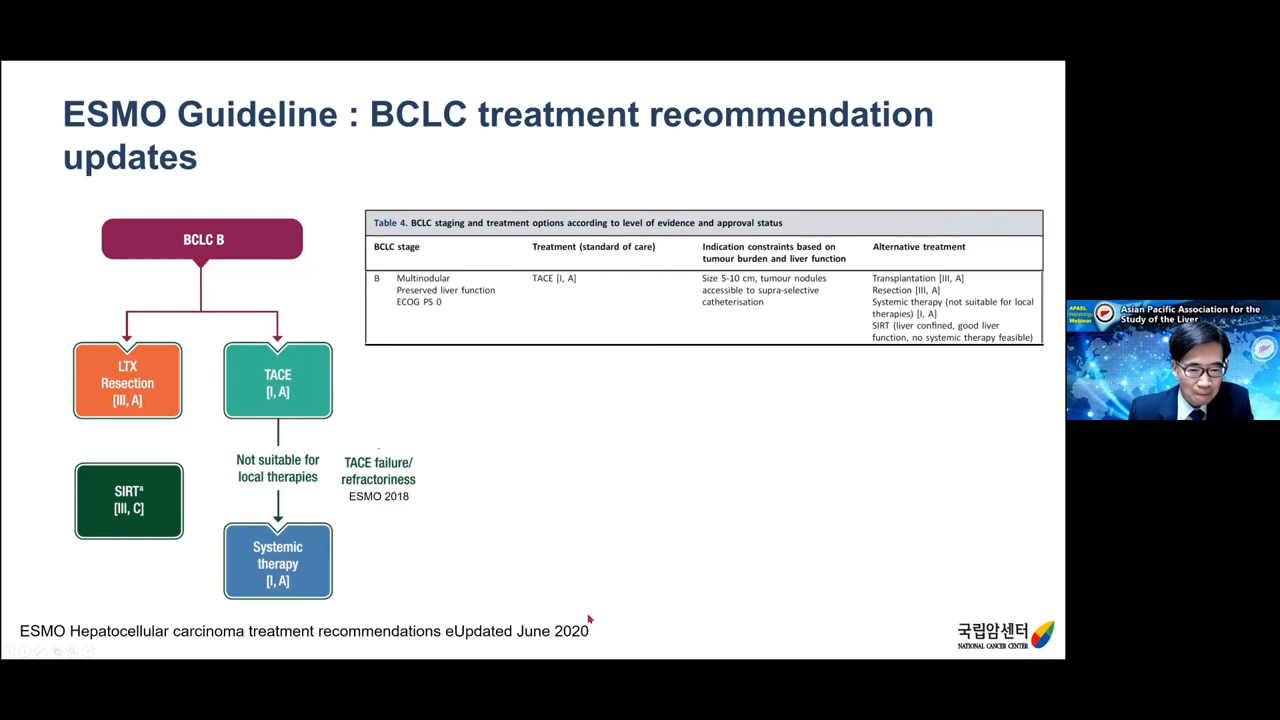 ESMO Guideline : BCLC treatment recommendation
updates
BCLC B
LTX
Resection
[III, A]
TACE
[I, A]
SIRTª
[III, C]
Not suitable for
local therapies
TACE failure/
refractoriness
ESMO 2018
Systemic
therapy
[I, A]
Table 4. BCLC staging and treatment options according to level of evidence and approval status
BCLC stage
Treatment (standard of care)
Indication constraints based on
tumour burden and liver function
Alternative treatment
B
Multinodular
Preserved liver function
ECOG PS 0
TACE [I, A]
Size 5-10 cm, tumour nodules
accessible to supra-selective
catheterisation
Transplantation [III, A]
Resection [III, A]
Systemic therapy (not suitable for local
therapies) [I, A]
SIRT (liver confined, good liver
function, no systemic therapy feasible)
ESMO Hepatocellular carcinoma treatment recommendations eUpdated June 2020
국립암센터
NATIONAL CANCER CENTER
APASL
Hepatology
Webinar
Asian Pacific Association for the
Study of the Liver